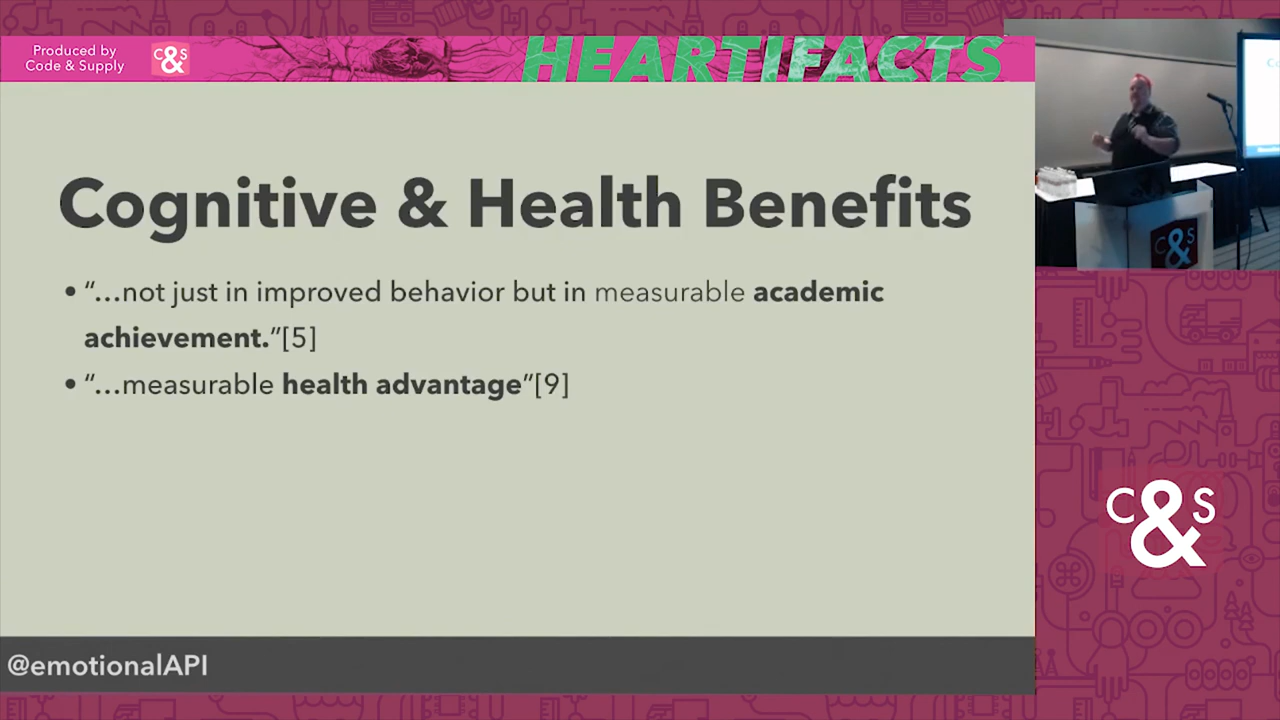 Produced by
Code & Supply
C&S
HEARTIFACTS
Cognitive & Health Benefits
• “…not just in improved behavior but in measurable academic
achievement.”[5]
• “…measurable health advantage”[9]
@emotionalAPI
C&S
C&S